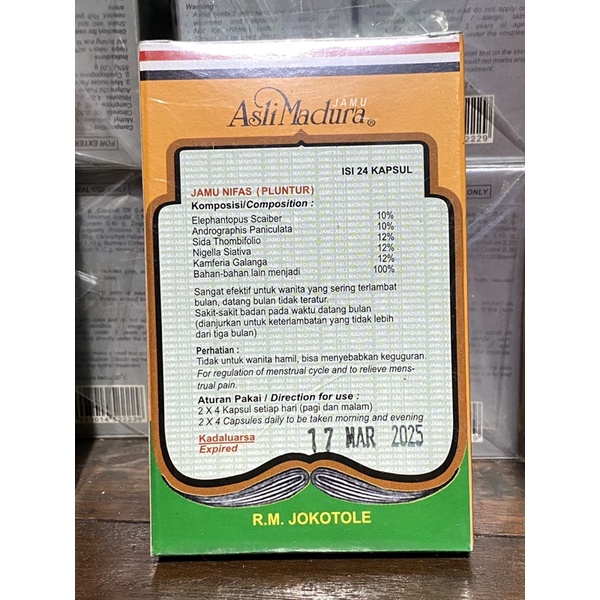 JAMU
Asli Madura ®
ISI 24 KAPSUL
JAMU NIFAS (PLUNTUR)
Komposisi/Composition :
Elephantopus Scaiber 10%
Andrographis Paniculata 10%
Sida Thombifolio 12%
Nigella Siativa 12%
Kamferia Galanga 12%
Bahan-bahan lain menjadi 100%
Sangat efektif untuk wanita yang sering terlambat
bulan, datang bulan tidak teratur.
Sakit-sakit badan pada waktu datang bulan
(dianjurkan untuk keterlambatan yang tidak lebih
dari tiga bulan)
Perhatian :
Tidak untuk wanita hamil, bisa menyebabkan keguguran.
For regulation of menstrual cycle and to relieve mens-
trual pain.
Aturan Pakai / Direction for use :
2 X 4 Kapsul setiap hari (pagi dan malam)
2 X 4 Capsules daily to be taken morning and evening
Kadaluarsa
Expired
17 MAR 2025
R.M. JOKOTOLE